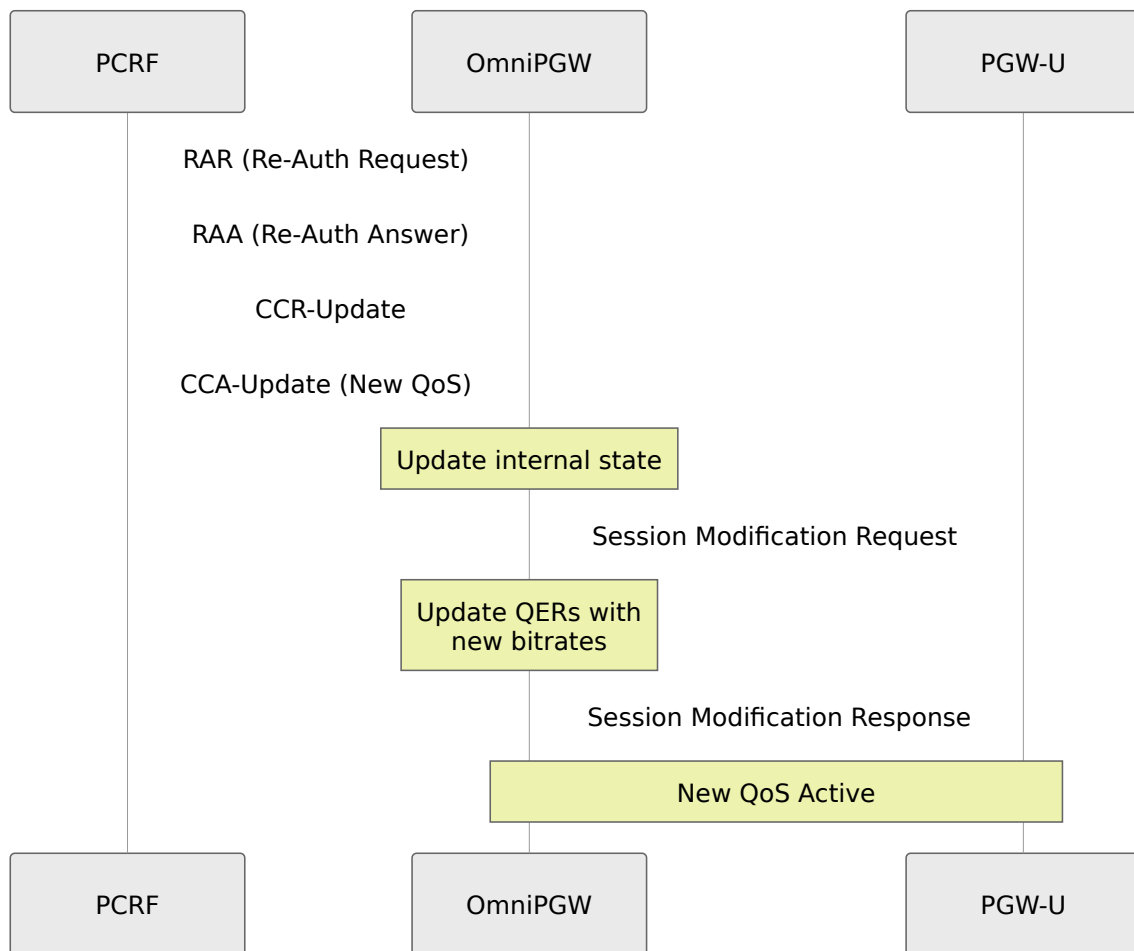 PCRF
OmniPGW
PGW-U
RAR (Re-Auth Request)
RAA (Re-Auth Answer)
CCR-Update
CCA-Update (New QoS)
Update internal state
Session Modification Request
Update QERs with
new bitrates
Session Modification Response
New QoS Active
PCRF
OmniPGW
PGW-U